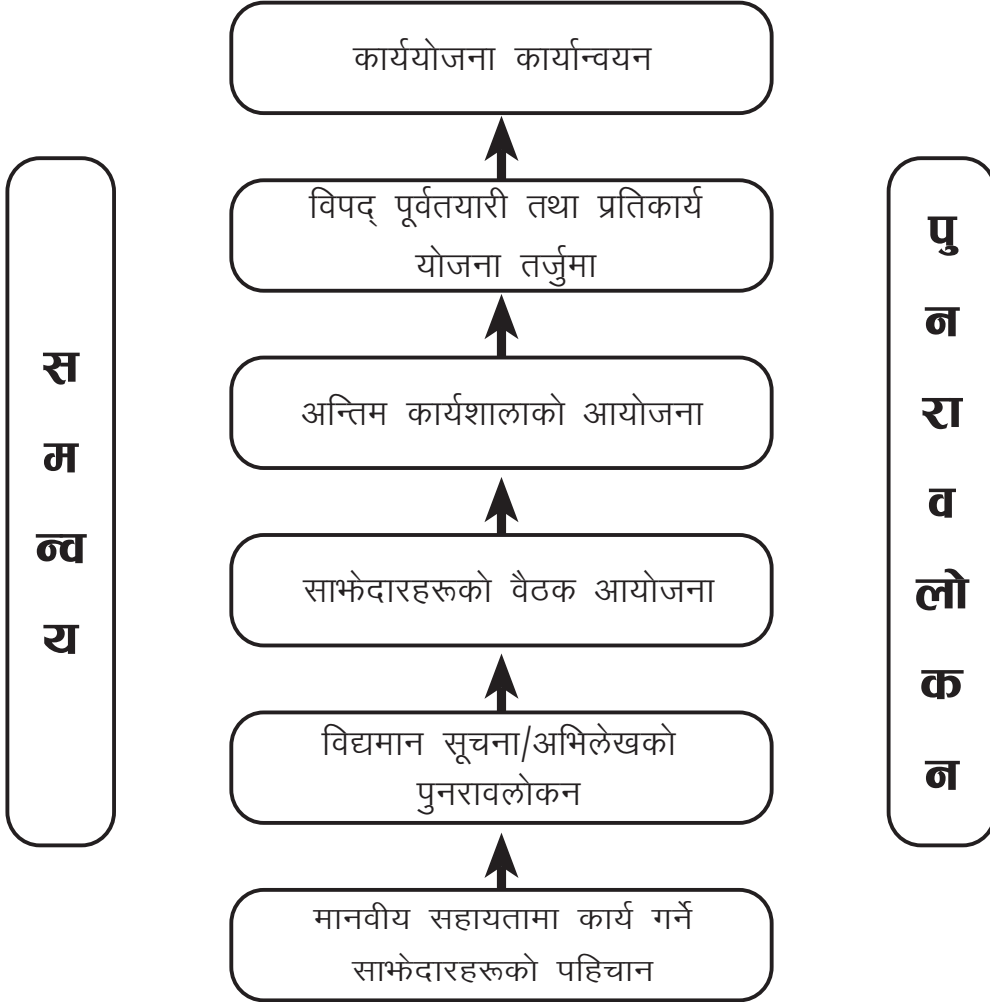 कार्ययोजना कार्यान्वयन
विपद् पूर्वतयारी तथा प्रतिकार्य
योजना तर्जुमा
अन्तिम कार्यशालाको आयोजना
साझेदारहरूको वैठक आयोजना
विद्यमान सूचना/अभिलेखको
पुनरावलोकन
मानवीय सहायतामा कार्य गर्ने
साझेदारहरूको पहिचान
स
म
न्व
य
पु
न
रा
व
लो
क
न